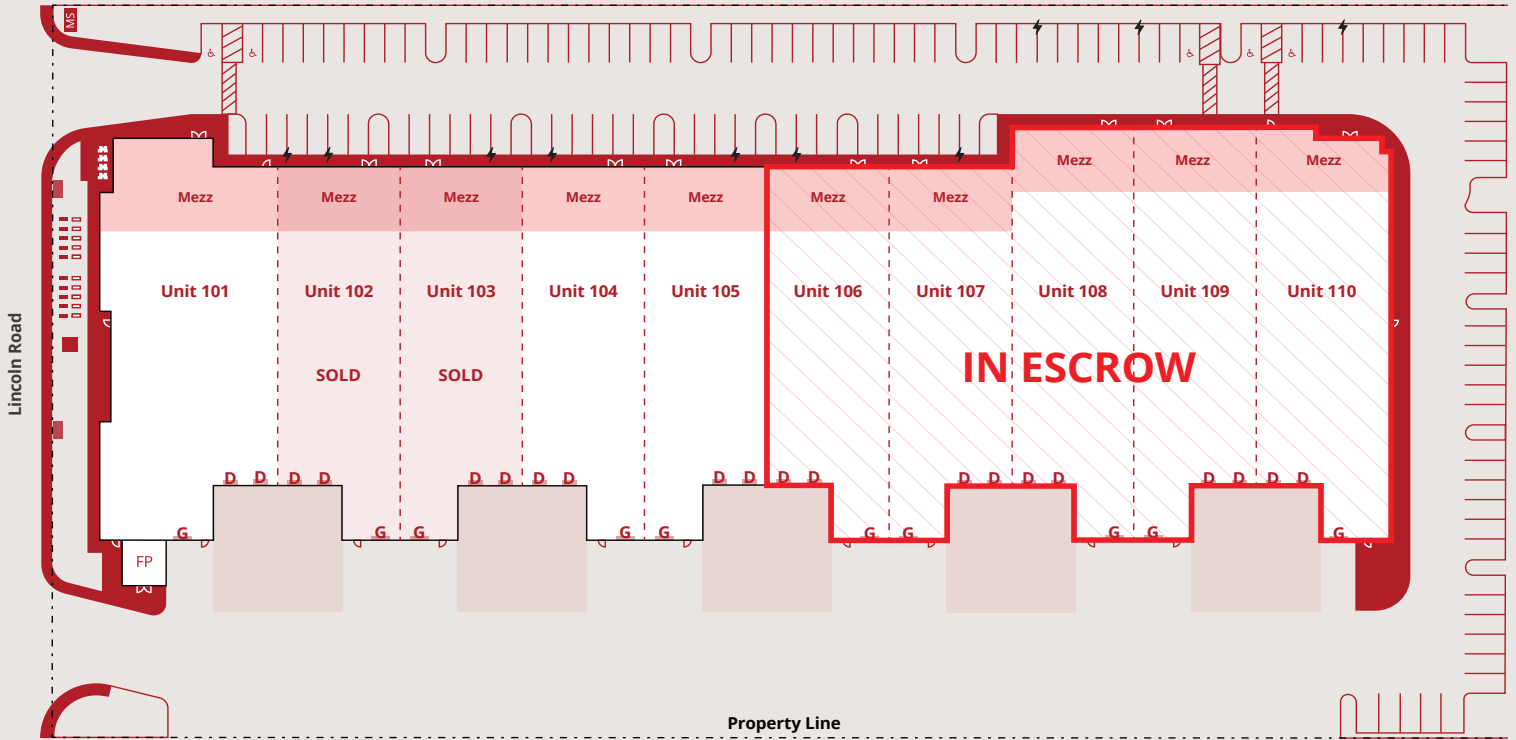 MS
Mezz
Mezz
Mezz
Mezz
Mezz
Mezz
Mezz
Mezz
Mezz
Mezz
Unit 101
Unit 102
Unit 103
Unit 104
Unit 105
Unit 106
Unit 107
Unit 108
Unit 109
Unit 110
Lincoln Road
SOLD
SOLD
IN ESCROW
D D D D
D D D D
D D D D
D D D D
D D D D
G
G G
G G
G G
G G
G
FP
Property Line